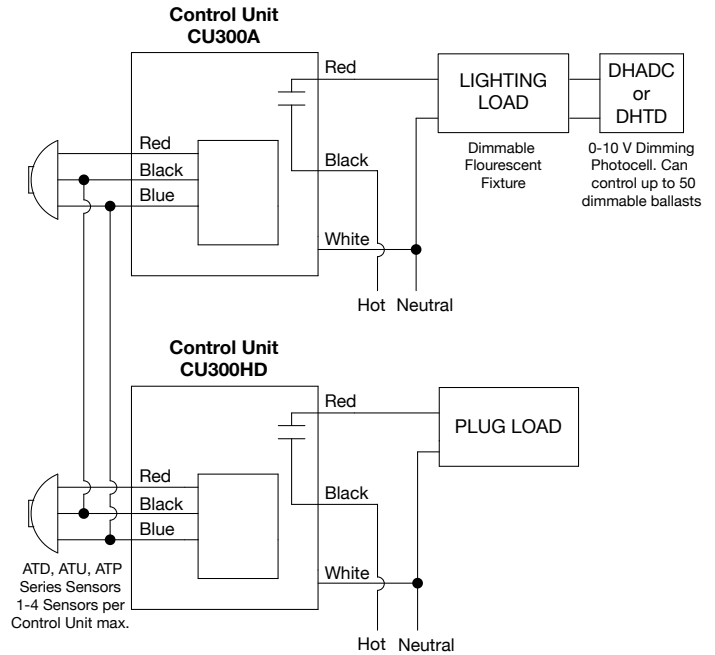 Control Unit
CU300A
Red
LIGHTING
LOAD
DHADC
or
DHTD
Dimmable
Flourescent
Fixture
0-10 V Dimming
Photocell. Can
control up to 50
dimmable ballasts
Red
Black
Blue
Black
White
Hot Neutral
Control Unit
CU300HD
Red
PLUG LOAD
Red
Black
Blue
Black
White
ATD, ATU, ATP
Series Sensors
1-4 Sensors per
Control Unit max.
Hot Neutral